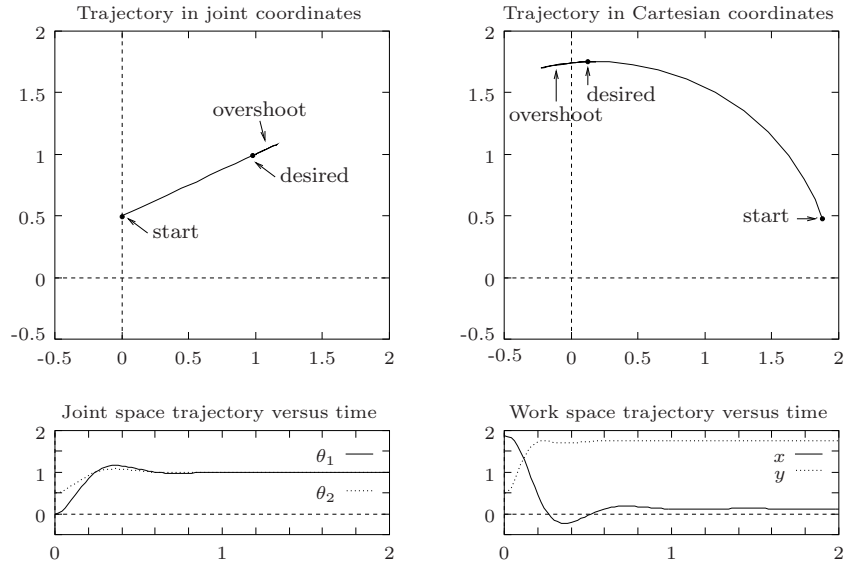 Trajectory in joint coordinates
2
1.5
1
0.5
0
-0.5
-0.5 0 0.5 1 1.5 2
overshoot
desired
start
Trajectory in Cartesian coordinates
2
1.5
1
0.5
0
-0.5
-0.5 0 0.5 1 1.5 2
desired
overshoot
start
Joint space trajectory versus time
2
1
0
0 1 2
θ1
θ2
Work space trajectory versus time
2
1
0
0 1 2
x
y